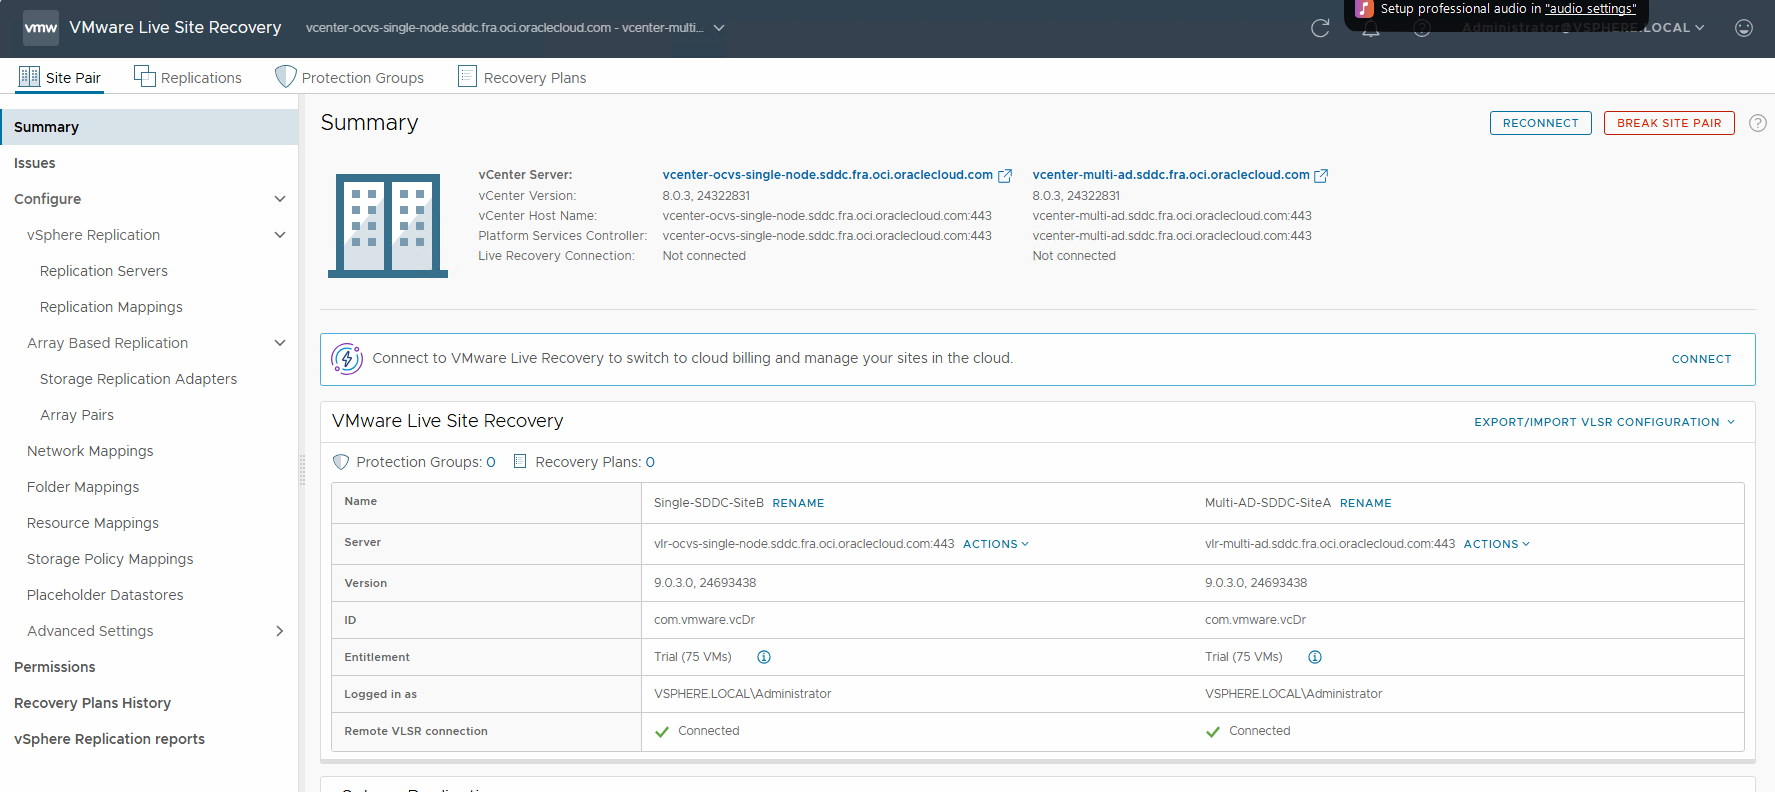 Setup professional audio in "audio settings"
vmw VMware Live Site Recovery vcenter-ocvs-single-node.sddc.fra.oci.oraclecloud.com - vcenter-multi... Administrator@VSPHERE.LOCAL
Site Pair Replications Protection Groups Recovery Plans
Summary
Issues
Configure
vSphere Replication
Replication Servers
Replication Mappings
Array Based Replication
Storage Replication Adapters
Array Pairs
Network Mappings
Folder Mappings
Resource Mappings
Storage Policy Mappings
Placeholder Datastores
Advanced Settings
Permissions
Recovery Plans History
vSphere Replication reports
Summary RECONNECT BREAK SITE PAIR
vCenter Server: vcenter-ocvs-single-node.sddc.fra.oci.oraclecloud.com vcenter-multi-ad.sddc.fra.oci.oraclecloud.com
vCenter Version: 8.0.3, 24322831 8.0.3, 24322831
vCenter Host Name: vcenter-ocvs-single-node.sddc.fra.oci.oraclecloud.com:443 vcenter-multi-ad.sddc.fra.oci.oraclecloud.com:443
Platform Services Controller: vcenter-ocvs-single-node.sddc.fra.oci.oraclecloud.com:443 vcenter-multi-ad.sddc.fra.oci.oraclecloud.com:443
Live Recovery Connection: Not connected Not connected
Connect to VMware Live Recovery to switch to cloud billing and manage your sites in the cloud. CONNECT
VMware Live Site Recovery EXPORT/IMPORT VLSR CONFIGURATION
Protection Groups: 0 Recovery Plans: 0
Name Single-SDDC-SiteB RENAME Multi-AD-SDDC-SiteA RENAME
Server vlr-ocvs-single-node.sddc.fra.oci.oraclecloud.com:443 ACTIONS vlr-multi-ad.sddc.fra.oci.oraclecloud.com:443 ACTIONS
Version 9.0.3.0, 24693438 9.0.3.0, 24693438
ID com.vmware.vcDr com.vmware.vcDr
Entitlement Trial (75 VMs) Trial (75 VMs)
Logged in as VSPHERE.LOCAL\Administrator VSPHERE.LOCAL\Administrator
Remote VLSR connection Connected Connected